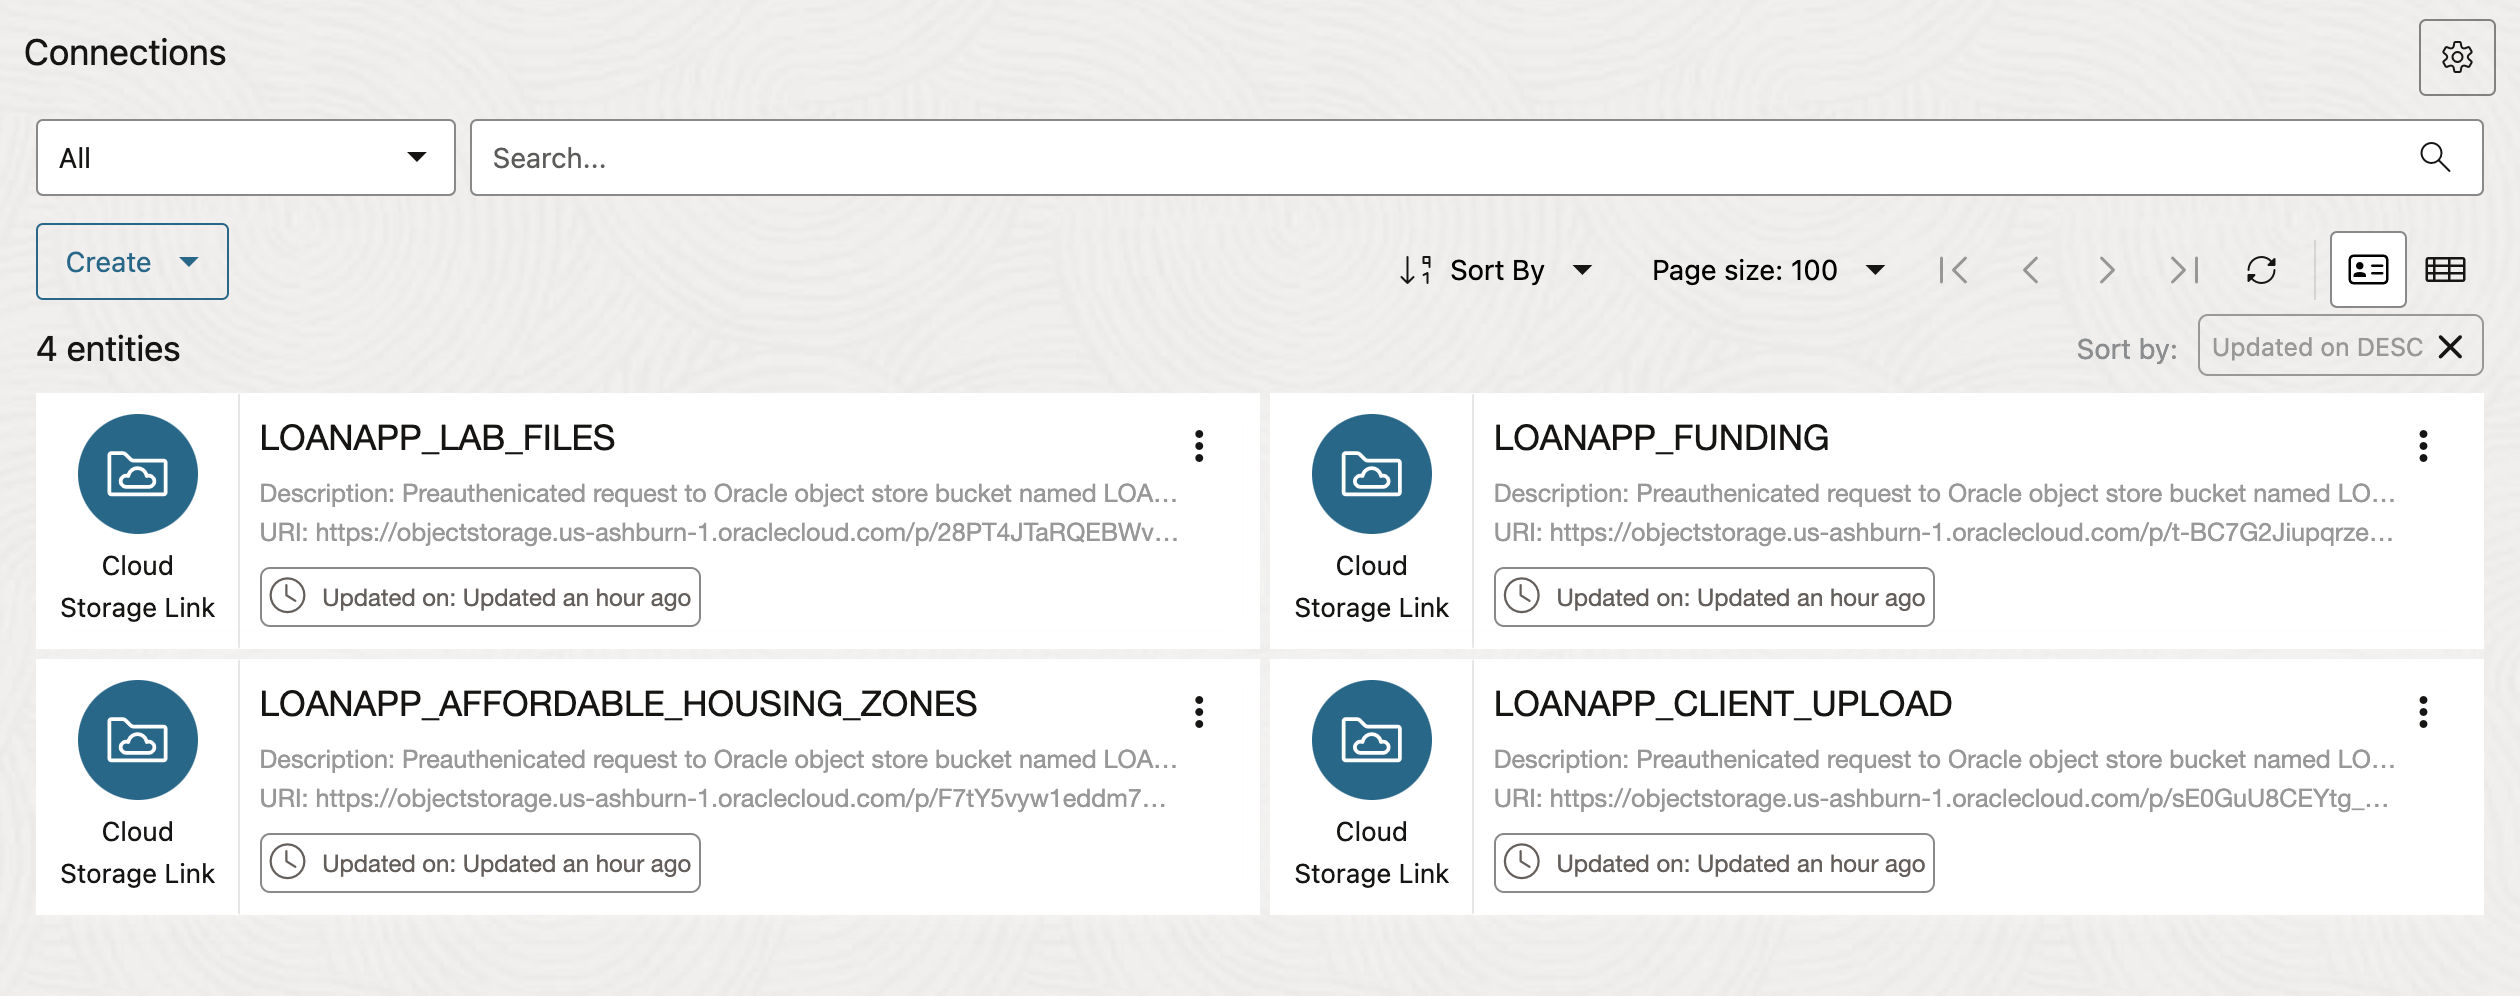 Connections
All
Search...
Create
Sort By
Page size: 100
4 entities
Sort by:
Updated on DESC
LOANAPP_LAB_FILES
Description: Preauthenicated request to Oracle object store bucket named LOA...
URI: https://objectstorage.us-ashburn-1.oraclecloud.com/p/28PT4JTaRQEBWv...
Cloud
Storage Link
Updated on: Updated an hour ago
LOANAPP_FUNDING
Description: Preauthenicated request to Oracle object store bucket named LO...
URI: https://objectstorage.us-ashburn-1.oraclecloud.com/p/t-BC7G2Jiupqrze...
Cloud
Storage Link
Updated on: Updated an hour ago
LOANAPP_AFFORDABLE_HOUSING_ZONES
Description: Preauthenicated request to Oracle object store bucket named LOA...
URI: https://objectstorage.us-ashburn-1.oraclecloud.com/p/F7tY5vyw1eddm7...
Cloud
Storage Link
Updated on: Updated an hour ago
LOANAPP_CLIENT_UPLOAD
Description: Preauthenicated request to Oracle object store bucket named LO...
URI: https://objectstorage.us-ashburn-1.oraclecloud.com/p/sE0GuU8CEYtg_...
Cloud
Storage Link
Updated on: Updated an hour ago